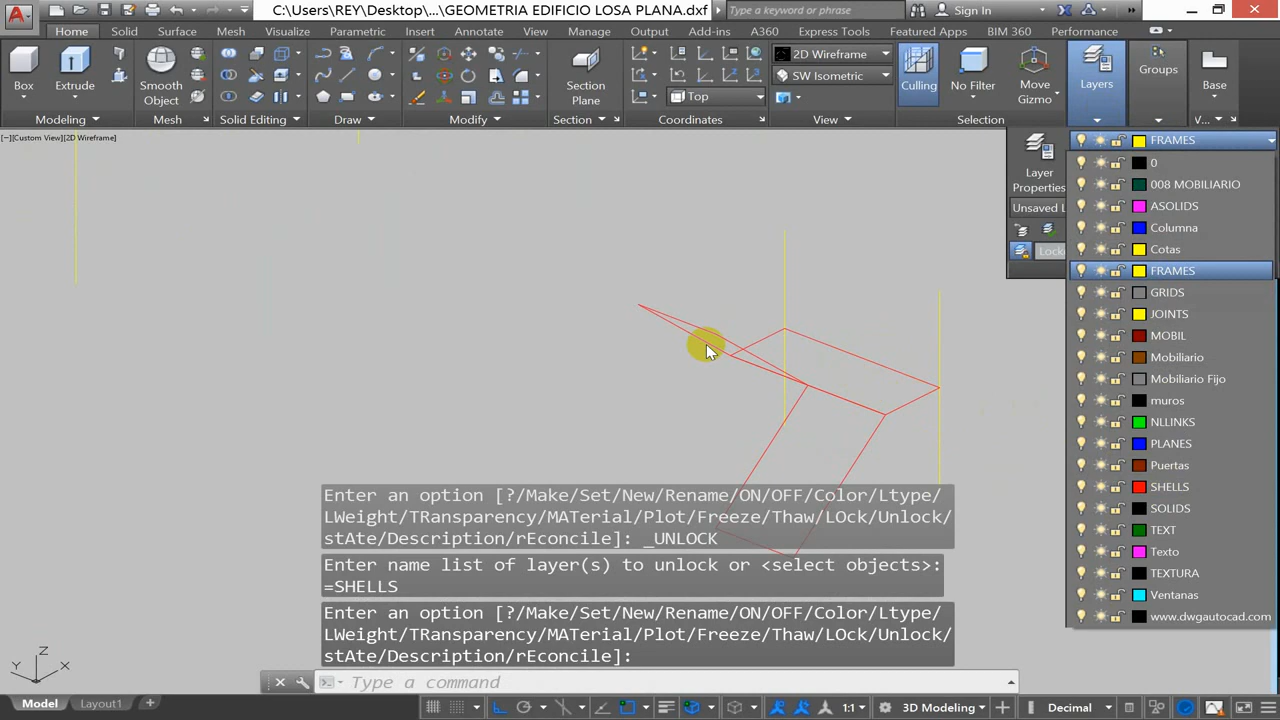 C:\Users\REY\Desktop\...\GEOMETRIA EDIFICIO LOSA PLANA.dxf
Type a keyword or phrase
Sign In
Home Solid Surface Mesh Visualize Parametric Insert Annotate View Manage Output Add-ins A360 Express Tools Featured Apps BIM 360 Performance
2D Wireframe
SW Isometric
Top
Box
Extrude
Smooth
Object
Section
Plane
Culling
No Filter
Move
Gizmo
Layers
Groups
Base
Modeling
Mesh
Solid Editing
Draw
Modify
Section
Coordinates
View
Selection
V...
[−][Custom View][2D Wireframe]
FRAMES
Layer
Properties
Unsaved L
Locke
0
008 MOBILIARIO
ASOLIDS
Columna
Cotas
FRAMES
GRIDS
JOINTS
MOBIL
Mobiliario
Mobiliario Fijo
muros
NLLINKS
PLANES
Puertas
SHELLS
SOLIDS
TEXT
Texto
TEXTURA
Ventanas
www.dwgautocad.com
Enter an option [?/Make/Set/New/Rename/ON/OFF/Color/Ltype/
LWeight/TRansparency/MATerial/Plot/Freeze/Thaw/LOck/Unlock/
stAte/Description/rEconcile]: _UNLOCK
Enter name list of layer(s) to unlock or <select objects>:
=SHELLS
Enter an option [?/Make/Set/New/Rename/ON/OFF/Color/Ltype/
LWeight/TRansparency/MATerial/Plot/Freeze/Thaw/LOck/Unlock/
stAte/Description/rEconcile]:
Type a command
Y Z X
Model Layout1
1:1
3D Modeling
Decimal